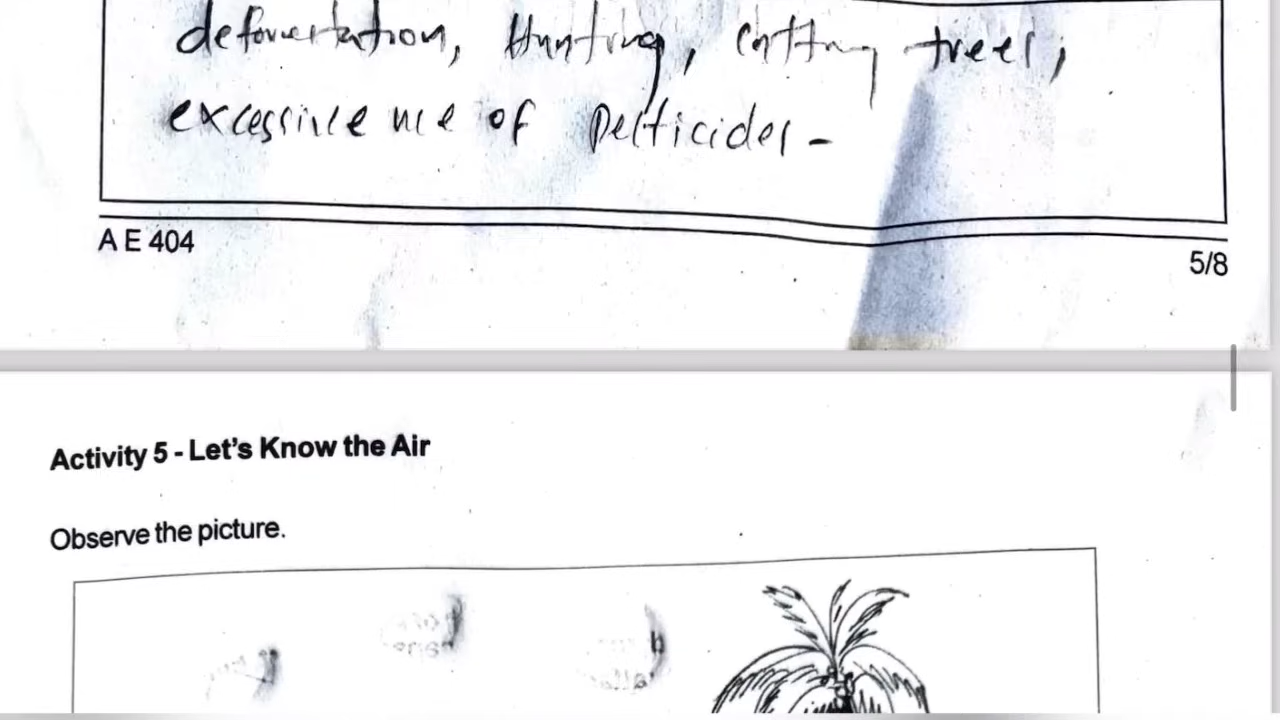 deforestation, Hunting, cutting trees,
excessive use of pesticides -
A E 404
5/8
Activity 5 - Let's Know the Air
Observe the picture.